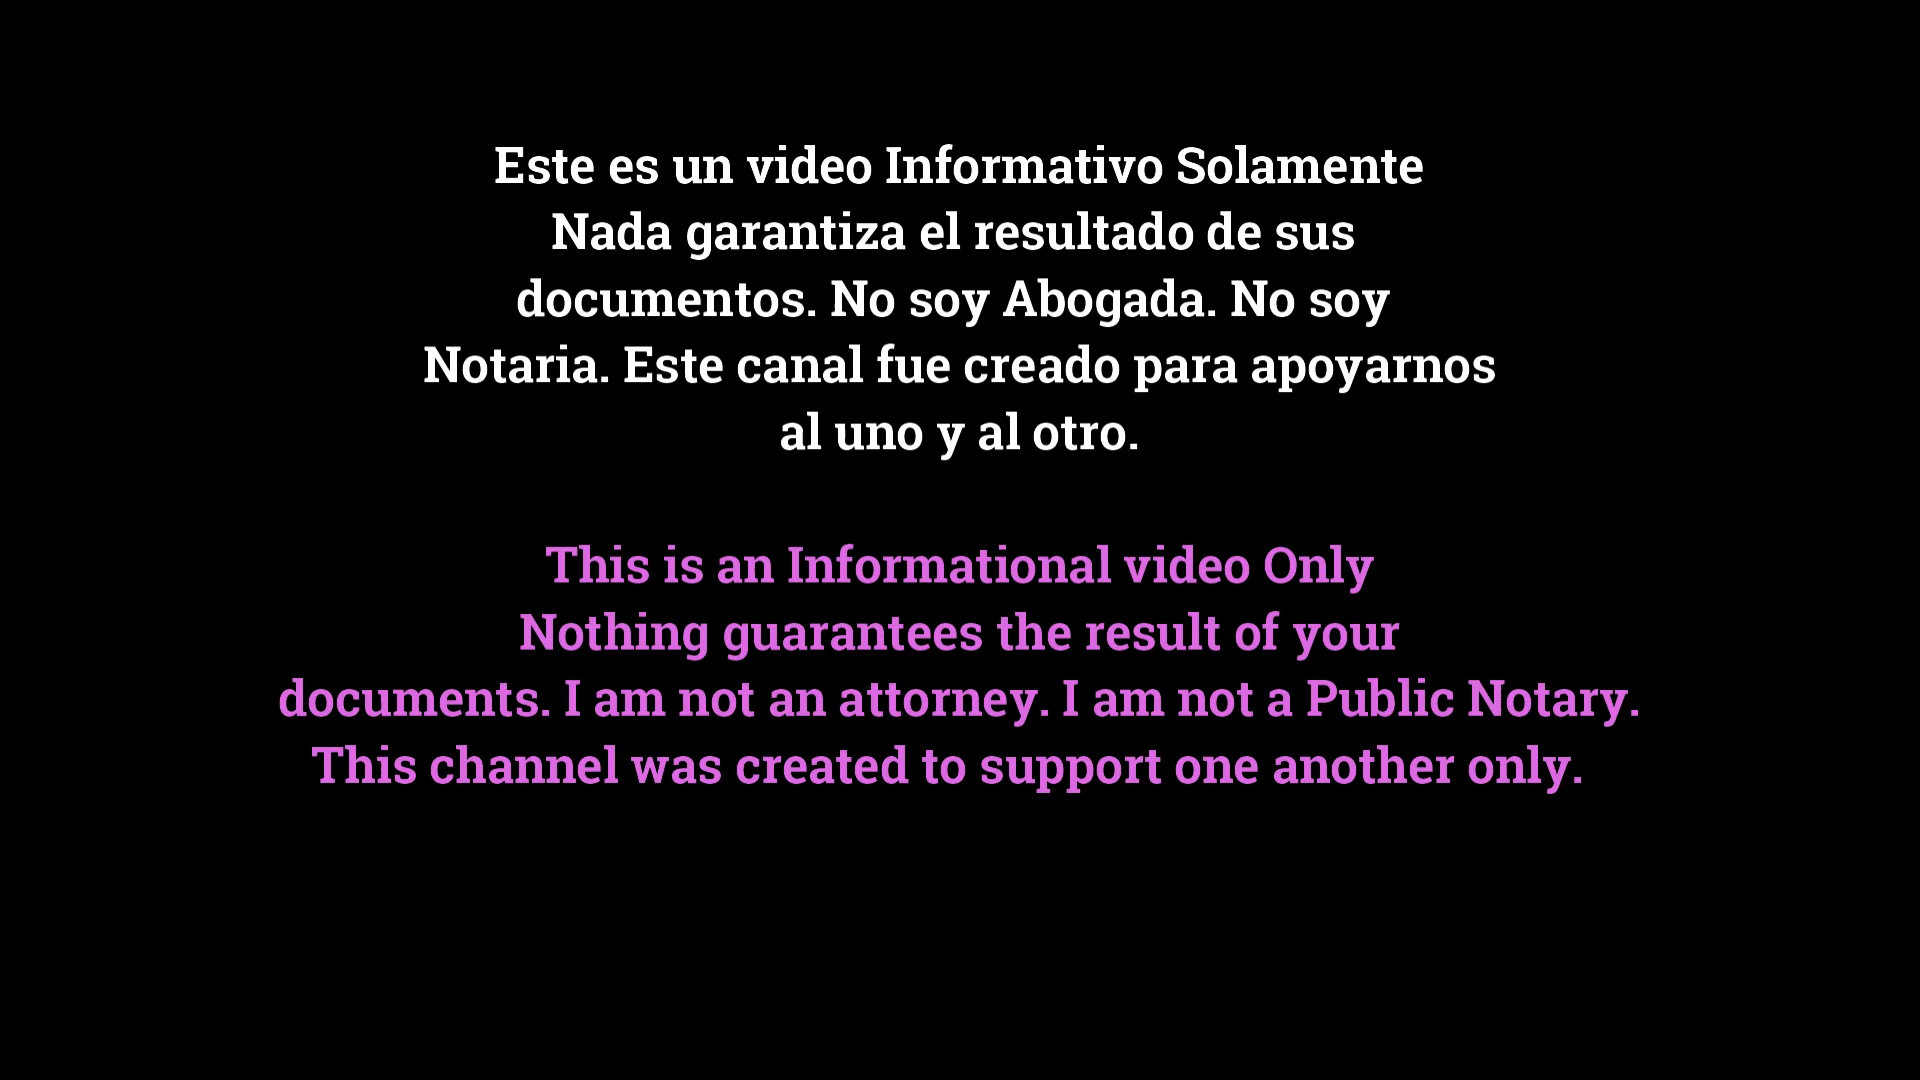 Este es un video Informativo Solamente
Nada garantiza el resultado de sus
documentos. No soy Abogada. No soy
Notaria. Este canal fue creado para apoyarnos
al uno y al otro.
This is an Informational video Only
Nothing guarantees the result of your
documents. I am not an attorney. I am not a Public Notary.
This channel was created to support one another only.